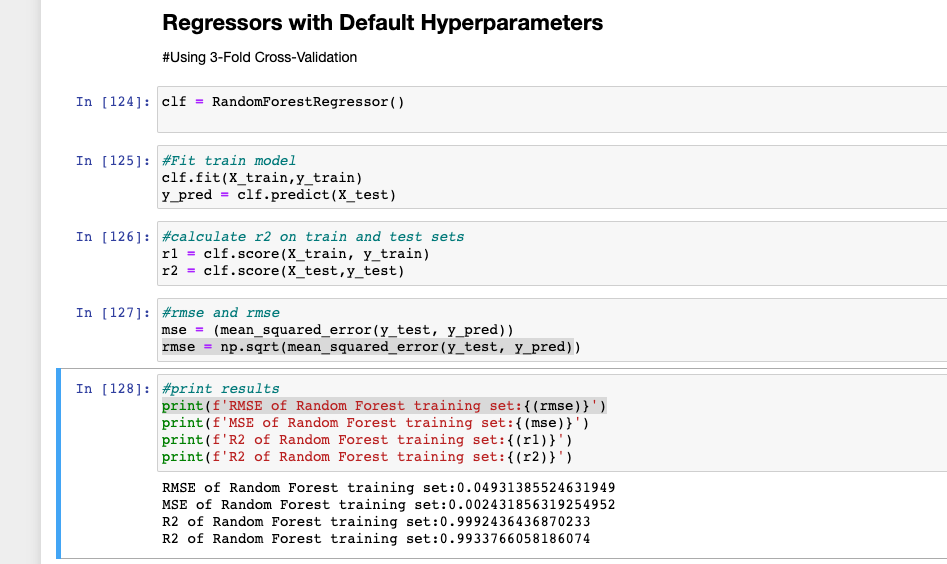 Regressors with Default Hyperparameters
#Using 3-Fold Cross-Validation
In [124]: clf = RandomForestRegressor()
In [125]: #Fit train model
clf.fit(X_train,y_train)
y_pred = clf.predict(X_test)
In [126]: #calculate r2 on train and test sets
r1 = clf.score(X_train, y_train)
r2 = clf.score(X_test,y_test)
In [127]: #rmse and rmse
mse = (mean_squared_error(y_test, y_pred))
rmse = np.sqrt(mean_squared_error(y_test, y_pred))
In [128]: #print results
print(f'RMSE of Random Forest training set:{(rmse)}')
print(f'MSE of Random Forest training set:{(mse)}')
print(f'R2 of Random Forest training set:{(r1)}')
print(f'R2 of Random Forest training set:{(r2)}')
RMSE of Random Forest training set:0.04931385524631949
MSE of Random Forest training set:0.002431856319254952
R2 of Random Forest training set:0.9992436436870233
R2 of Random Forest training set:0.9933766058186074